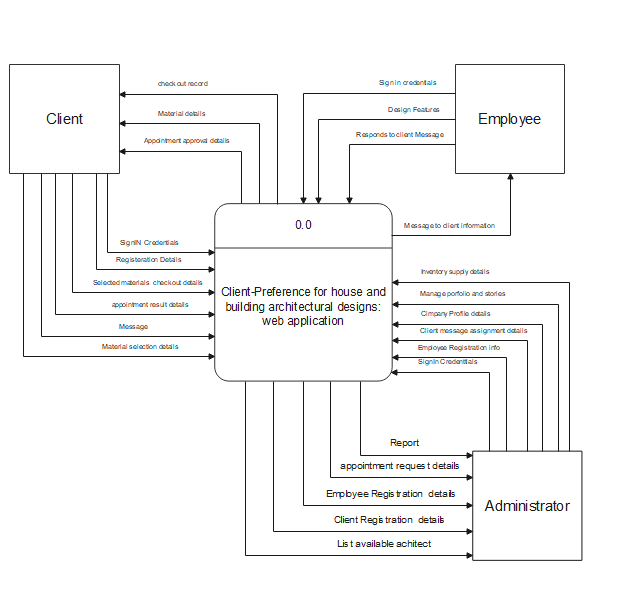 Client
check out record
Material details
Appointment approval details
Sign in credentials
Design Features
Responds to client Message
Employee
0.0
Client-Preference for house and
building architectural designs:
web application
SignIN Credentials
Registeration Details
Selected materials checkout details
appointment result details
Message
Material selection details
Message to client information
Inventory supply details
Manage porfolio and stories
Cimpany Profile details
Client message assignment details
Employee Registration info
SignIn Credenttials
Report
appointment request details
Employee Registration details
Client Registration details
List available achitect
Administrator